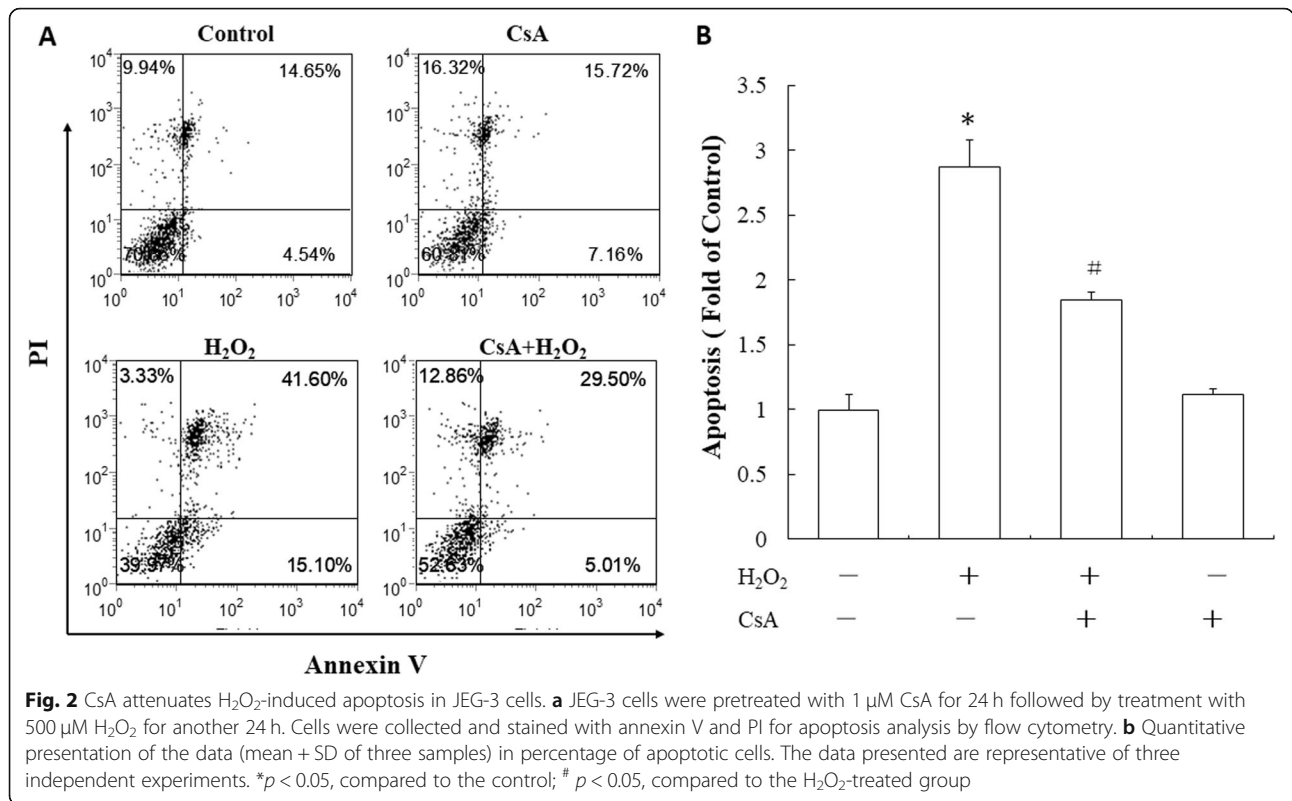 A
Control
CsA
10⁴
10³
10²
10¹
10⁰
9.94%
14.65%
4.54%
10⁰ 10¹ 10² 10³ 10⁴
10⁴
10³
10²
10¹
10⁰
16.32%
15.72%
7.16%
10⁰ 10¹ 10² 10³ 10⁴
PI
H₂O₂
CsA+H₂O₂
10⁴
10³
10²
10¹
10⁰
3.33%
41.60%
39.97%
15.10%
10⁰ 10¹ 10² 10³ 10⁴
10⁴
10³
10²
10¹
10⁰
12.86%
29.50%
52.63%
5.01%
10⁰ 10¹ 10² 10³ 10⁴
Annexin V
B
Apoptosis ( Fold of Control)
3.5
3
2.5
2
1.5
1
0.5
0
*
#
H₂O₂ − + + −
CsA − − + +
Fig. 2 CsA attenuates H₂O₂-induced apoptosis in JEG-3 cells. a JEG-3 cells were pretreated with 1 μM CsA for 24 h followed by treatment with
500 μM H₂O₂ for another 24 h. Cells were collected and stained with annexin V and PI for apoptosis analysis by flow cytometry. b Quantitative
presentation of the data (mean + SD of three samples) in percentage of apoptotic cells. The data presented are representative of three
independent experiments. *p < 0.05, compared to the control; # p < 0.05, compared to the H₂O₂-treated group